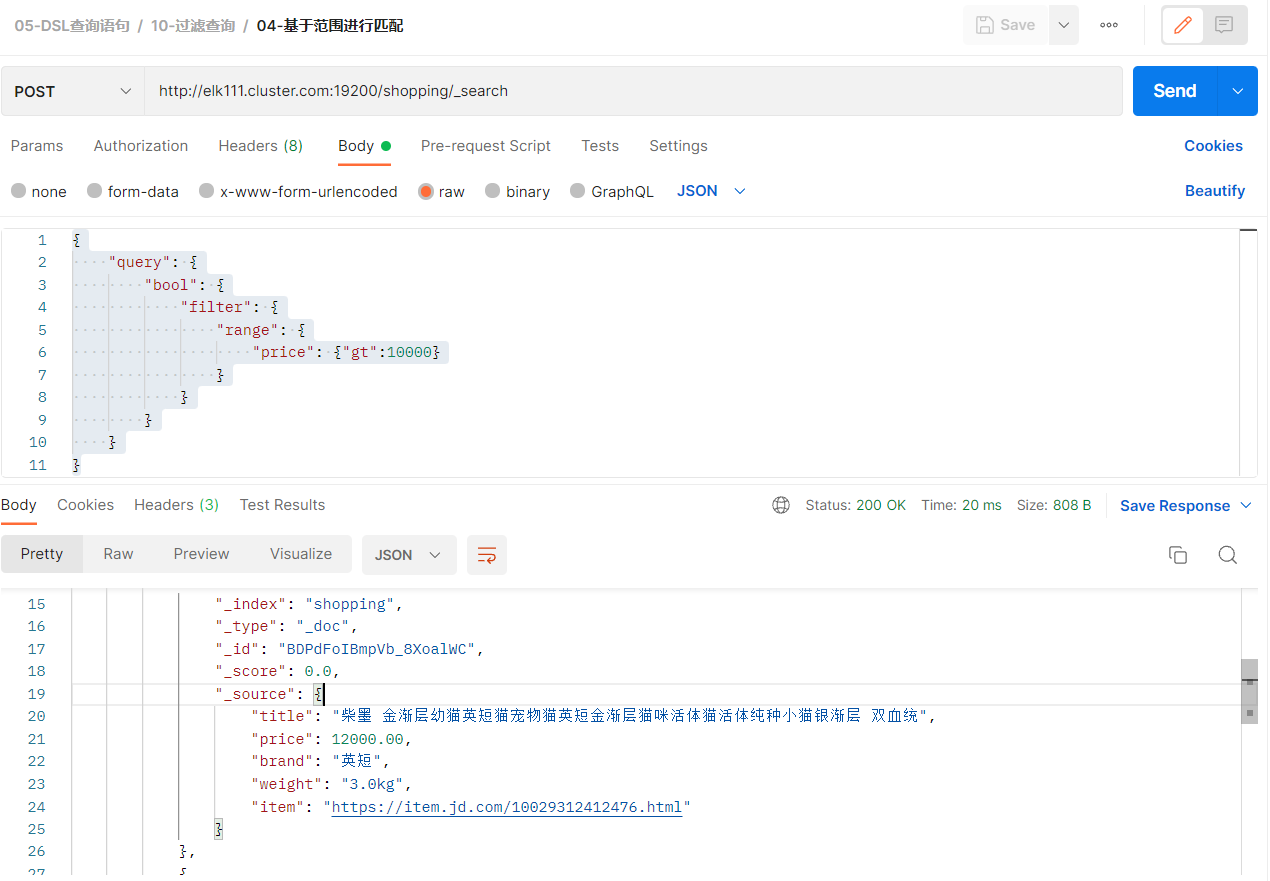 05-DSL查询语句 / 10-过滤查询 / 04-基于范围进行匹配
Save
POST
http://elk111.cluster.com:19200/shopping/_search
Send
Params Authorization Headers (8) Body Pre-request Script Tests Settings Cookies
none form-data x-www-form-urlencoded raw binary GraphQL JSON Beautify
1 {
2 "query": {
3 "bool": {
4 "filter": {
5 "range": {
6 "price": {"gt":10000}
7 }
8 }
9 }
10 }
11 }
Body Cookies Headers (3) Test Results Status: 200 OK Time: 20 ms Size: 808 B Save Response
Pretty Raw Preview Visualize JSON
15 "_index": "shopping",
16 "_type": "_doc",
17 "_id": "BDPdFoIBmpVb_8XoalWC",
18 "_score": 0.0,
19 "_source": {
20 "title": "柴墨 金渐层幼猫英短猫宠物猫英短金渐层猫咪活体猫活体纯种小猫银渐层 双血统",
21 "price": 12000.00,
22 "brand": "英短",
23 "weight": "3.0kg",
24 "item": "https://item.jd.com/10029312412476.html"
25 }
26 },
27 {